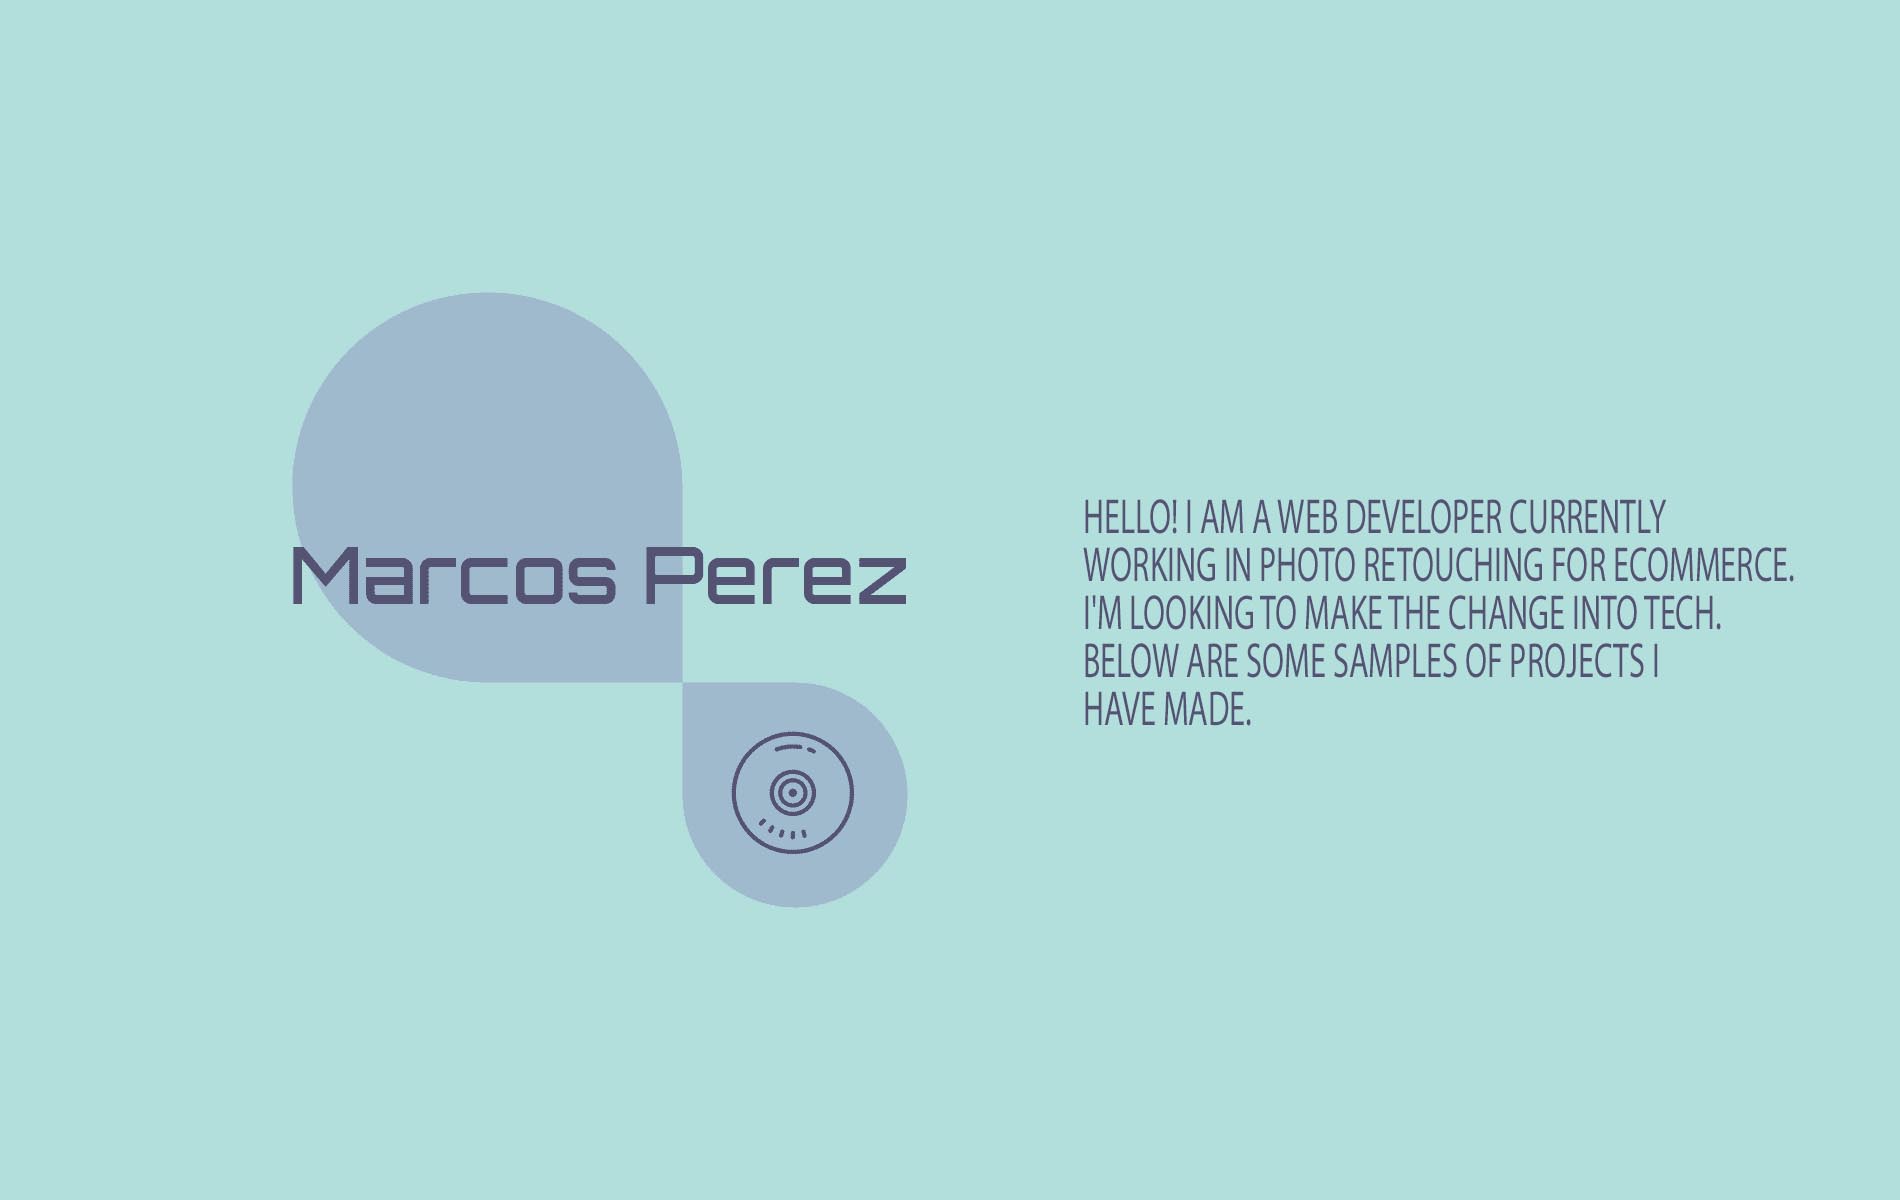 Marcos Perez
HELLO! I AM A WEB DEVELOPER CURRENTLY
WORKING IN PHOTO RETOUCHING FOR ECOMMERCE.
I'M LOOKING TO MAKE THE CHANGE INTO TECH.
BELOW ARE SOME SAMPLES OF PROJECTS I
HAVE MADE.